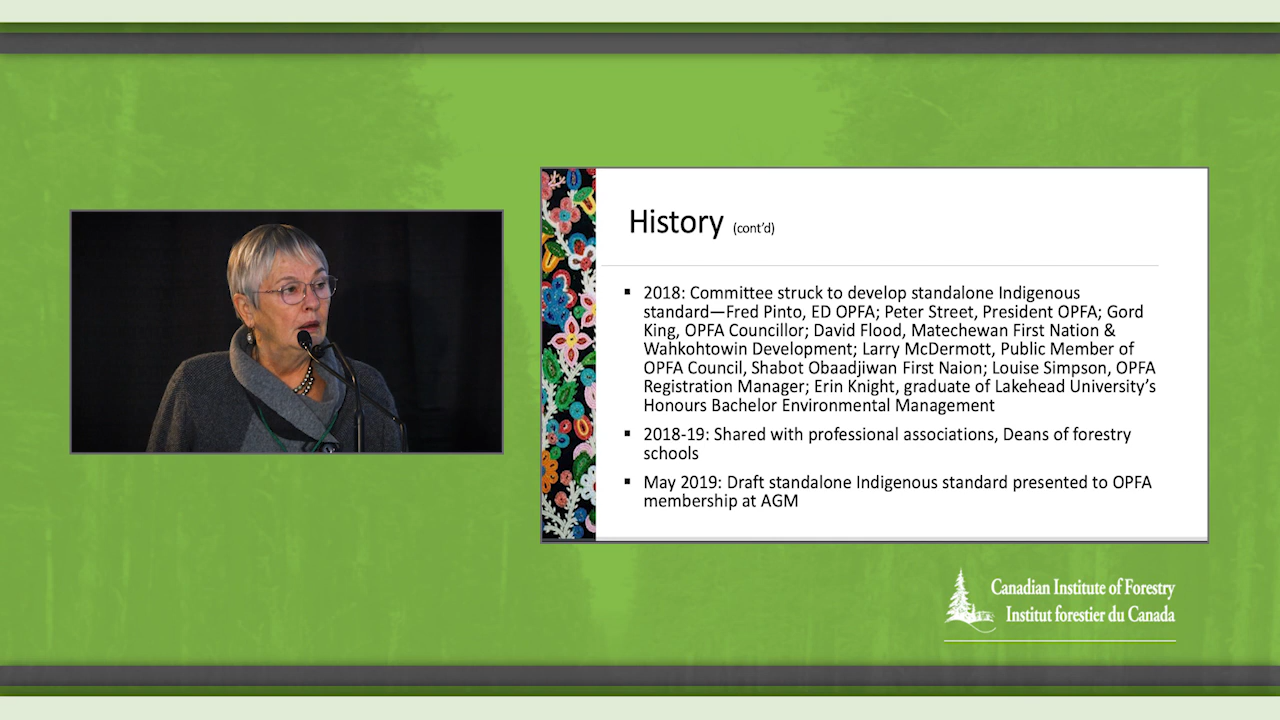 History (cont'd)
▪ 2018: Committee struck to develop standalone Indigenous
standard—Fred Pinto, ED OPFA; Peter Street, President OPFA; Gord
King, OPFA Councillor; David Flood, Matechewan First Nation &
Wahkohtowin Development; Larry McDermott, Public Member of
OPFA Council, Shabot Obaadjiwan First Naion; Louise Simpson, OPFA
Registration Manager; Erin Knight, graduate of Lakehead University's
Honours Bachelor Environmental Management
▪ 2018-19: Shared with professional associations, Deans of forestry
schools
▪ May 2019: Draft standalone Indigenous standard presented to OPFA
membership at AGM
Canadian Institute of Forestry
Institut forestier du Canada